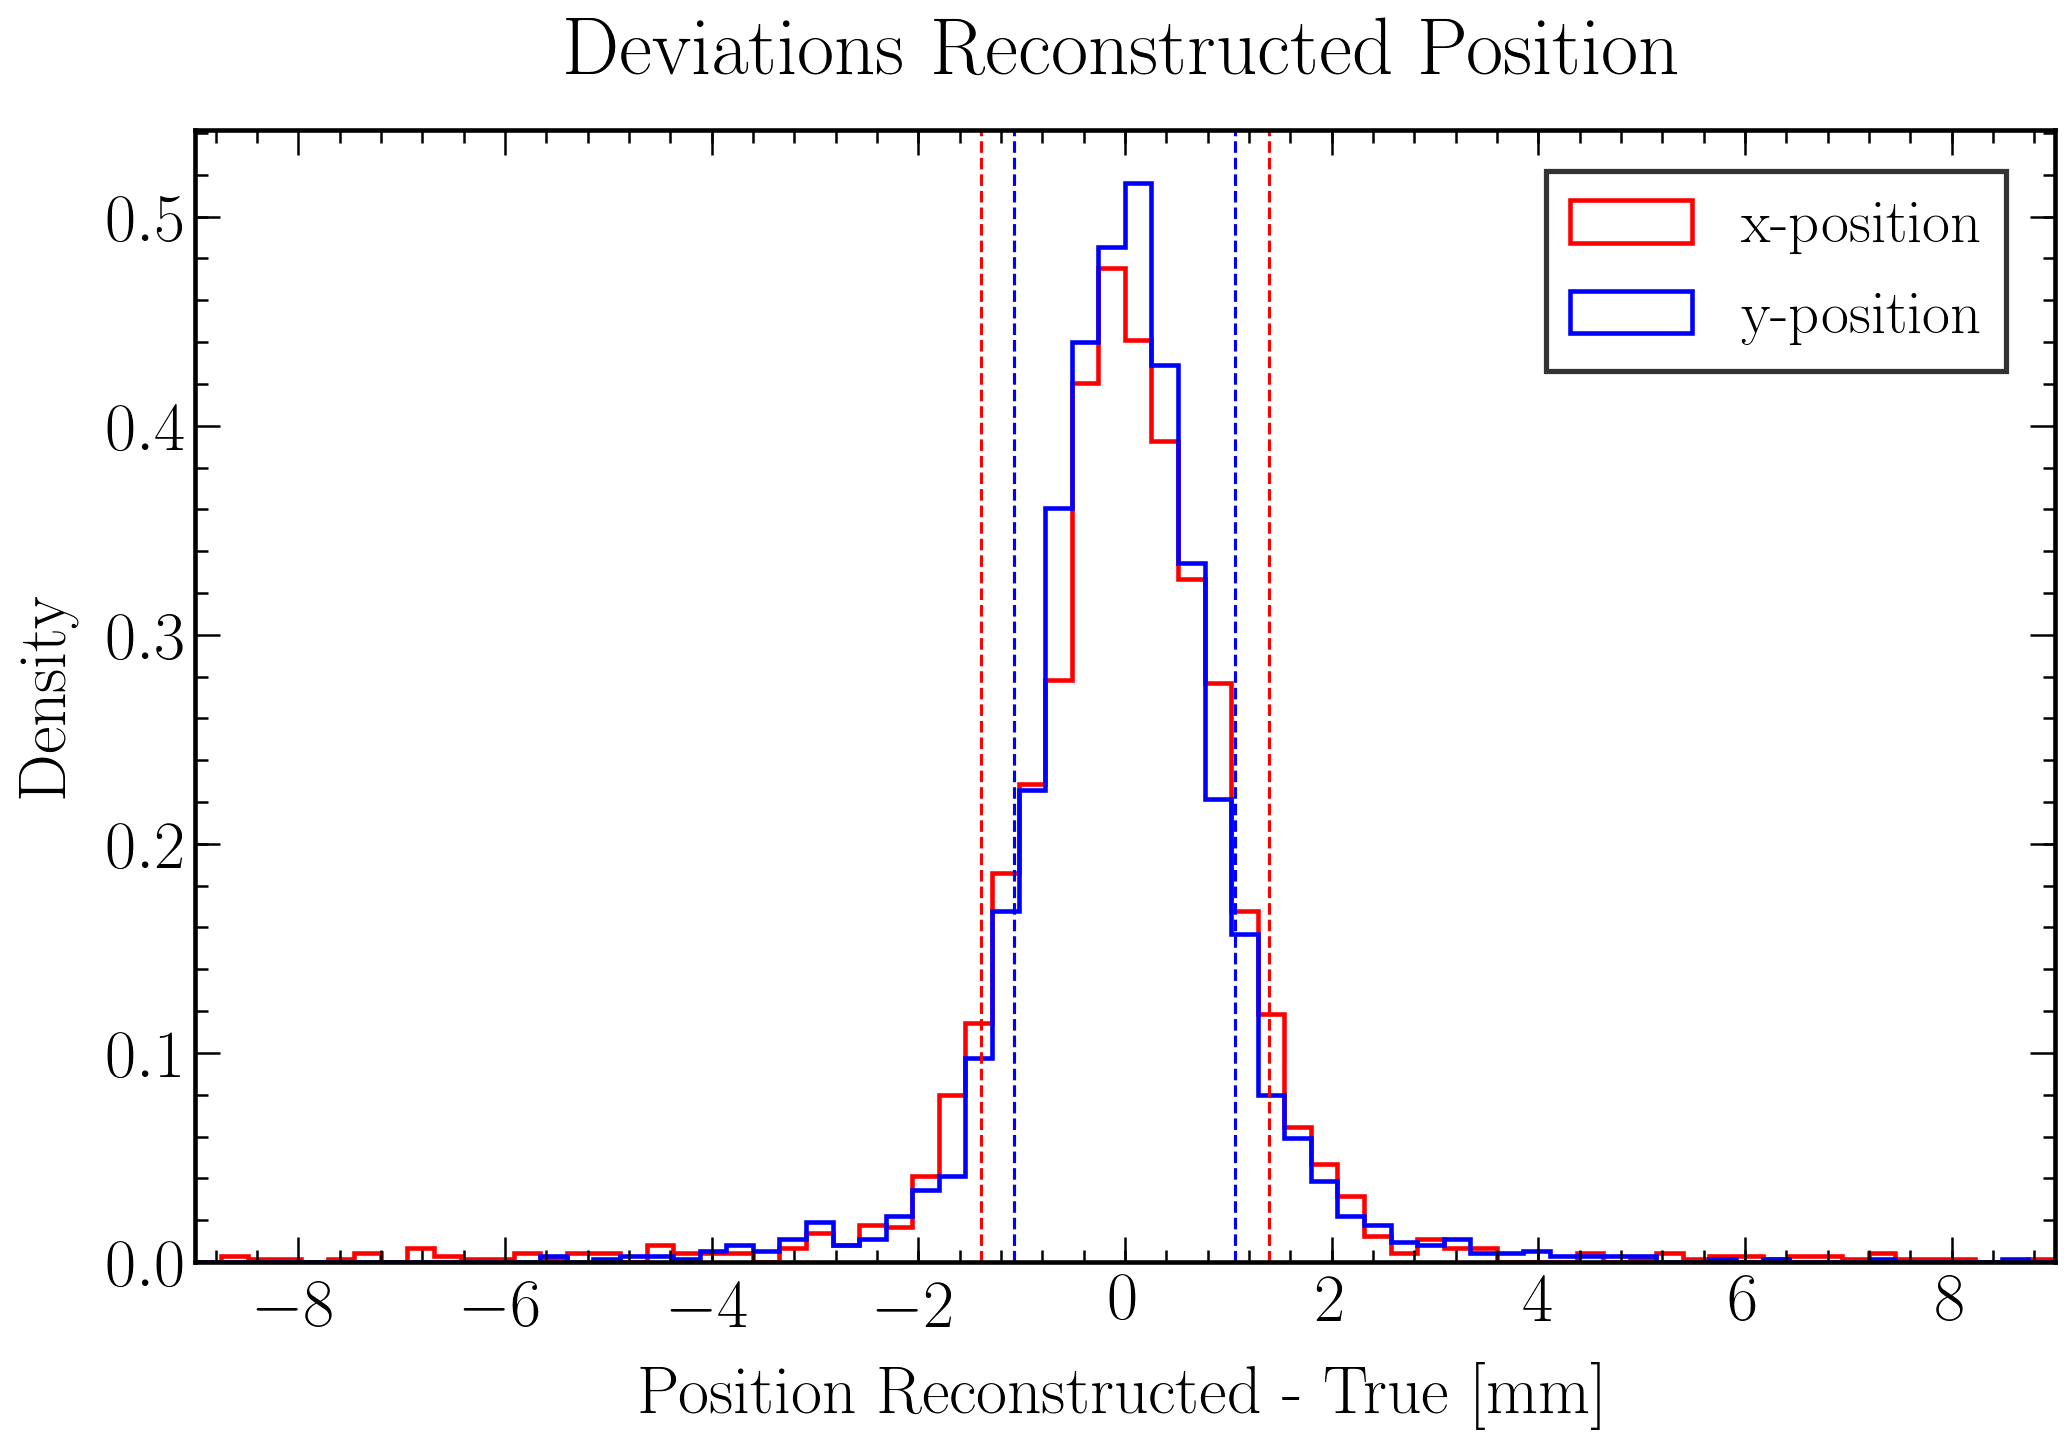 Deviations Reconstructed Position
x-position
y-position
Density
0.5
0.4
0.3
0.2
0.1
0.0
−8 −6 −4 −2 0 2 4 6 8
Position Reconstructed - True [mm]